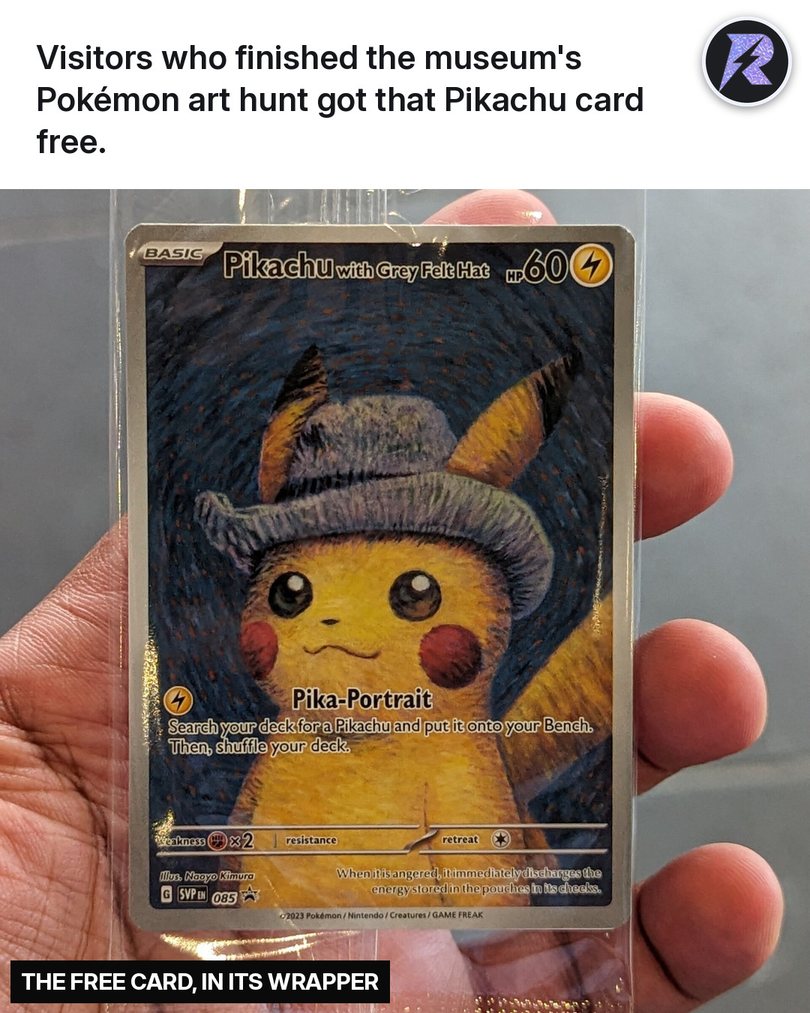 Visitors who finished the museum's
Pokémon art hunt got that Pikachu card
free.
R
BASIC
Pikachu with Grey Felt Hat HP 60
Pika-Portrait
Search your deck for a Pikachu and put it onto your Bench.
Then, shuffle your deck.
weakness ×2 resistance retreat
Illus. Naoyo Kimura
When it is angered, it immediately discharges the
energy stored in the pouches in its cheeks.
G SVP EN 085
©2023 Pokémon / Nintendo / Creatures / GAME FREAK
THE FREE CARD, IN ITS WRAPPER